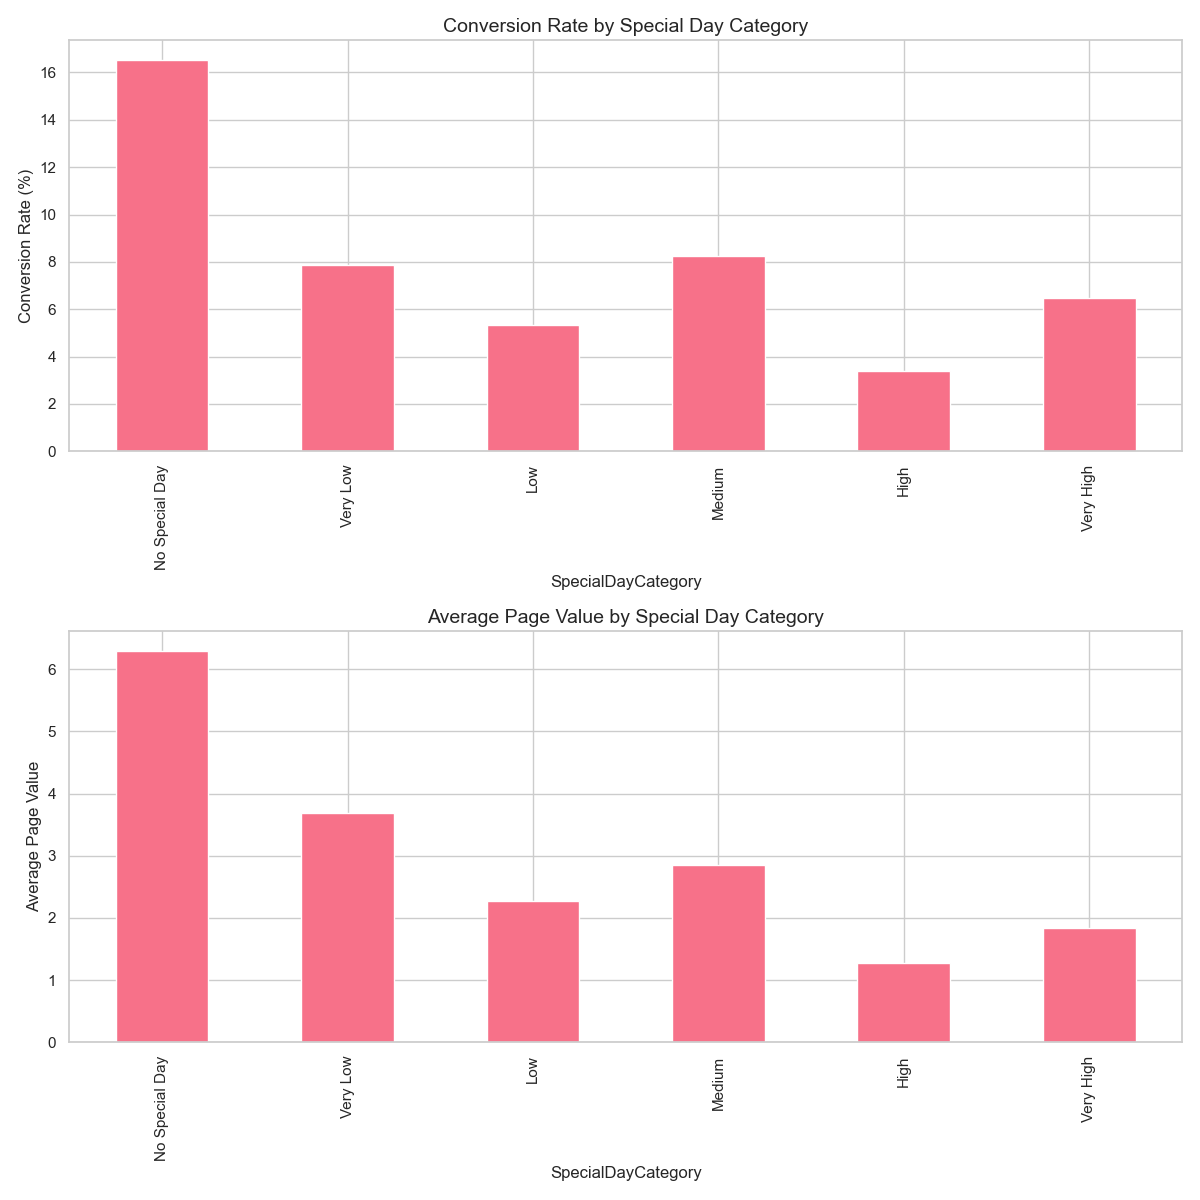 Conversion Rate by Special Day Category
Conversion Rate (%)
16
14
12
10
8
6
4
2
0
No Special Day
Very Low
Low
Medium
High
Very High
SpecialDayCategory
Average Page Value by Special Day Category
Average Page Value
6
5
4
3
2
1
0
No Special Day
Very Low
Low
Medium
High
Very High
SpecialDayCategory